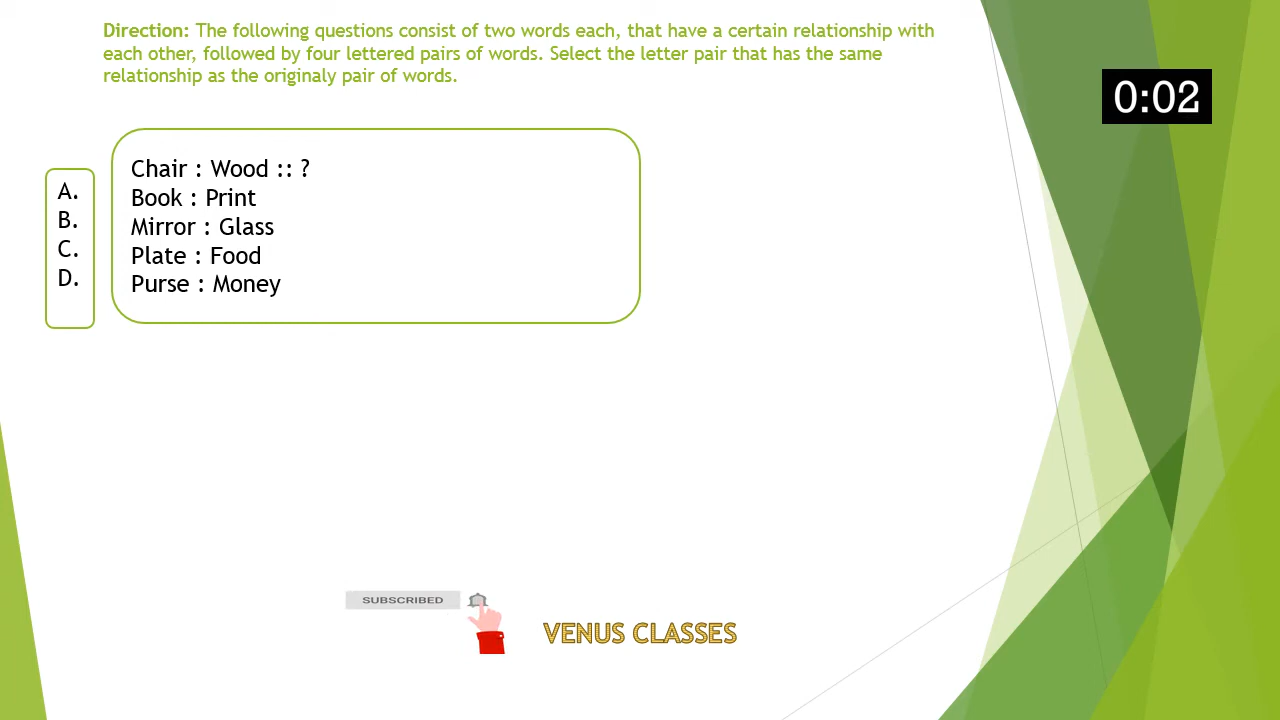 Direction: The following questions consist of two words each, that have a certain relationship with
each other, followed by four lettered pairs of words. Select the letter pair that has the same
relationship as the originaly pair of words.
0:02
Chair : Wood :: ?
A. Book : Print
B. Mirror : Glass
C. Plate : Food
D. Purse : Money
SUBSCRIBED
VENUS CLASSES